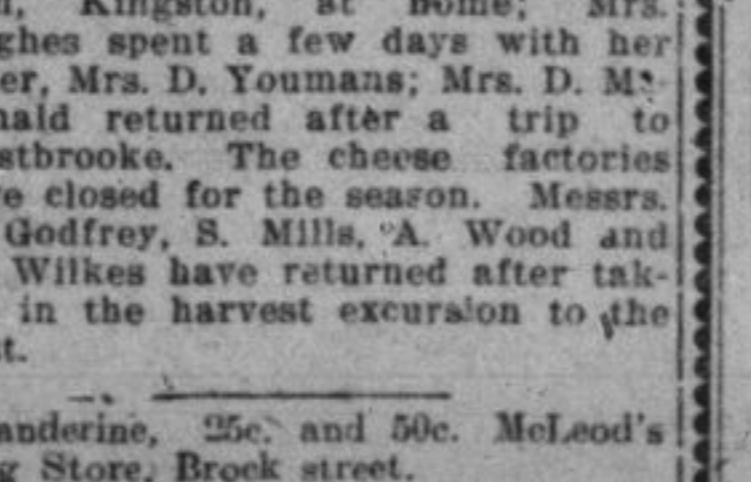 Kingston, at home; Mrs.
ghes spent a few days with her
er, Mrs. D. Youmans; Mrs. D. Mc-
nald returned after a trip to
stbrooke. The cheese factories
e closed for the season. Messrs.
Godfrey, S. Mills, A. Wood and
Wilkes have returned after tak-
in the harvest excursion to the
t.
anderine, 25c. and 50c. McLeod's
g Store, Brock street.